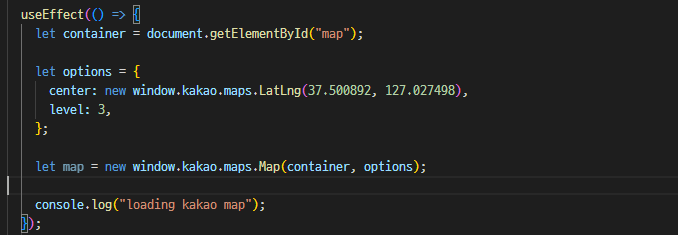 useEffect(() => {
let container = document.getElementById("map");
let options = {
center: new window.kakao.maps.LatLng(37.500892, 127.027498),
level: 3,
};
let map = new window.kakao.maps.Map(container, options);
console.log("loading kakao map");
});